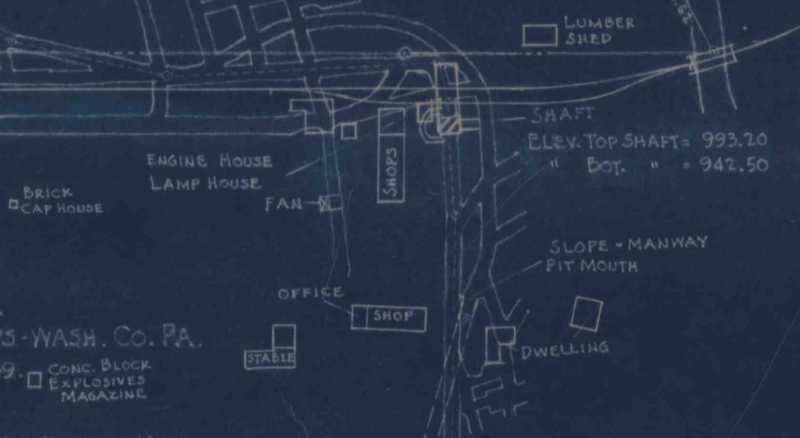 LUMBER
SHED
SHAFT
ELEV. TOP SHAFT = 993.20
" BOT. " = 942.50
ENGINE HOUSE
LAMP HOUSE
SHOPS
BRICK
CAP HOUSE
FAN
SLOPE - MANWAY
PIT MOUTH
OFFICE
SHOP
S-WASH. CO. PA.
STABLE
DWELLING
9.
CONC. BLOCK
EXPLOSIVES
MAGAZINE